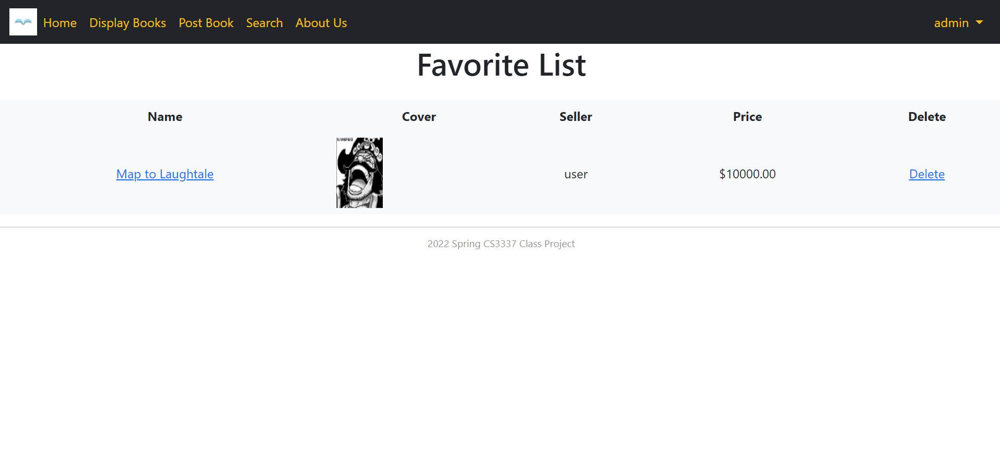 Home Display Books Post Book Search About Us admin
Favorite List
Name Cover Seller Price Delete
R/ONEPIECE
Map to Laughtale user $10000.00 Delete
2022 Spring CS3337 Class Project